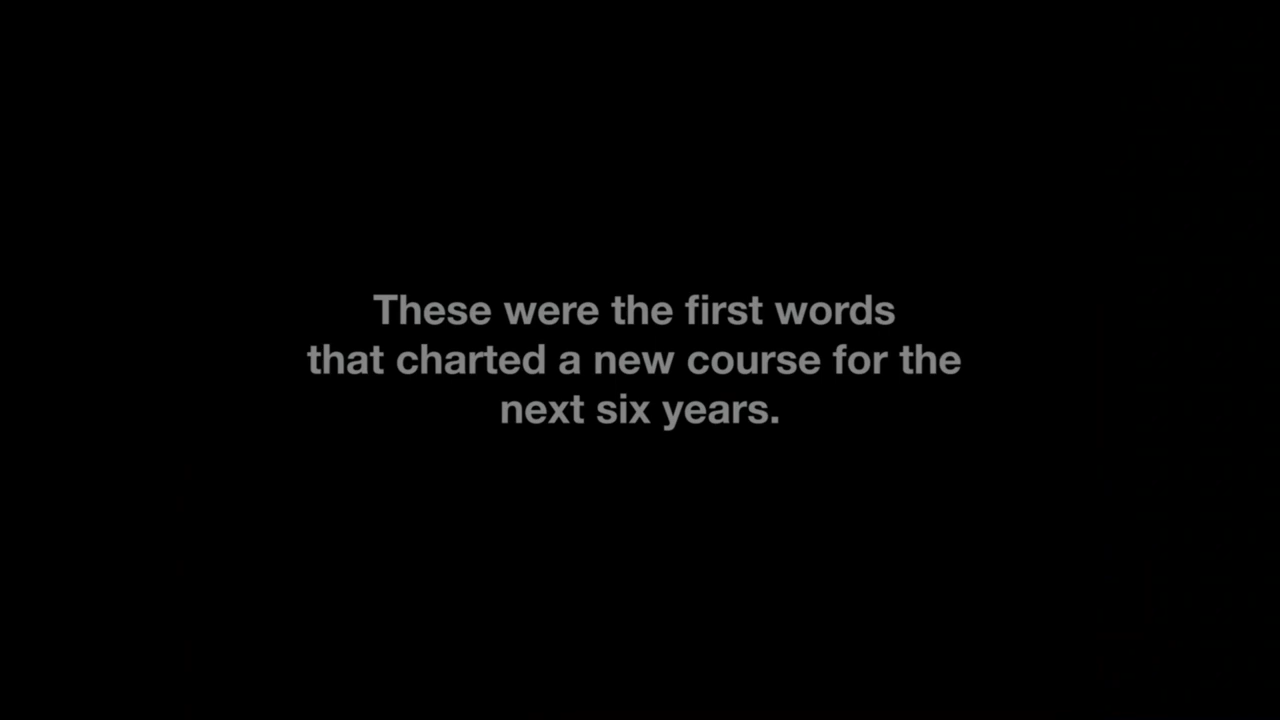 These were the first words
that charted a new course for the
next six years.